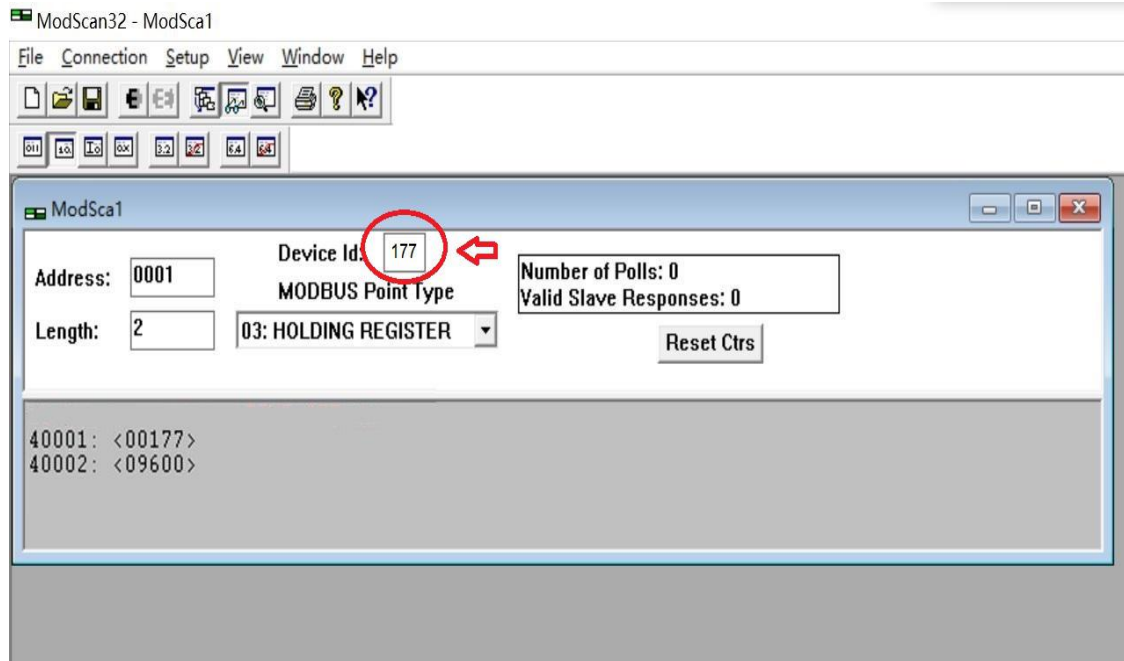 ModScan32 - ModSca1
File Connection Setup View Window Help
ModSca1
Device Id: 177
Address: 0001
MODBUS Point Type
Length: 2
03: HOLDING REGISTER
Number of Polls: 0
Valid Slave Responses: 0
Reset Ctrs
40001: <00177>
40002: <09600>